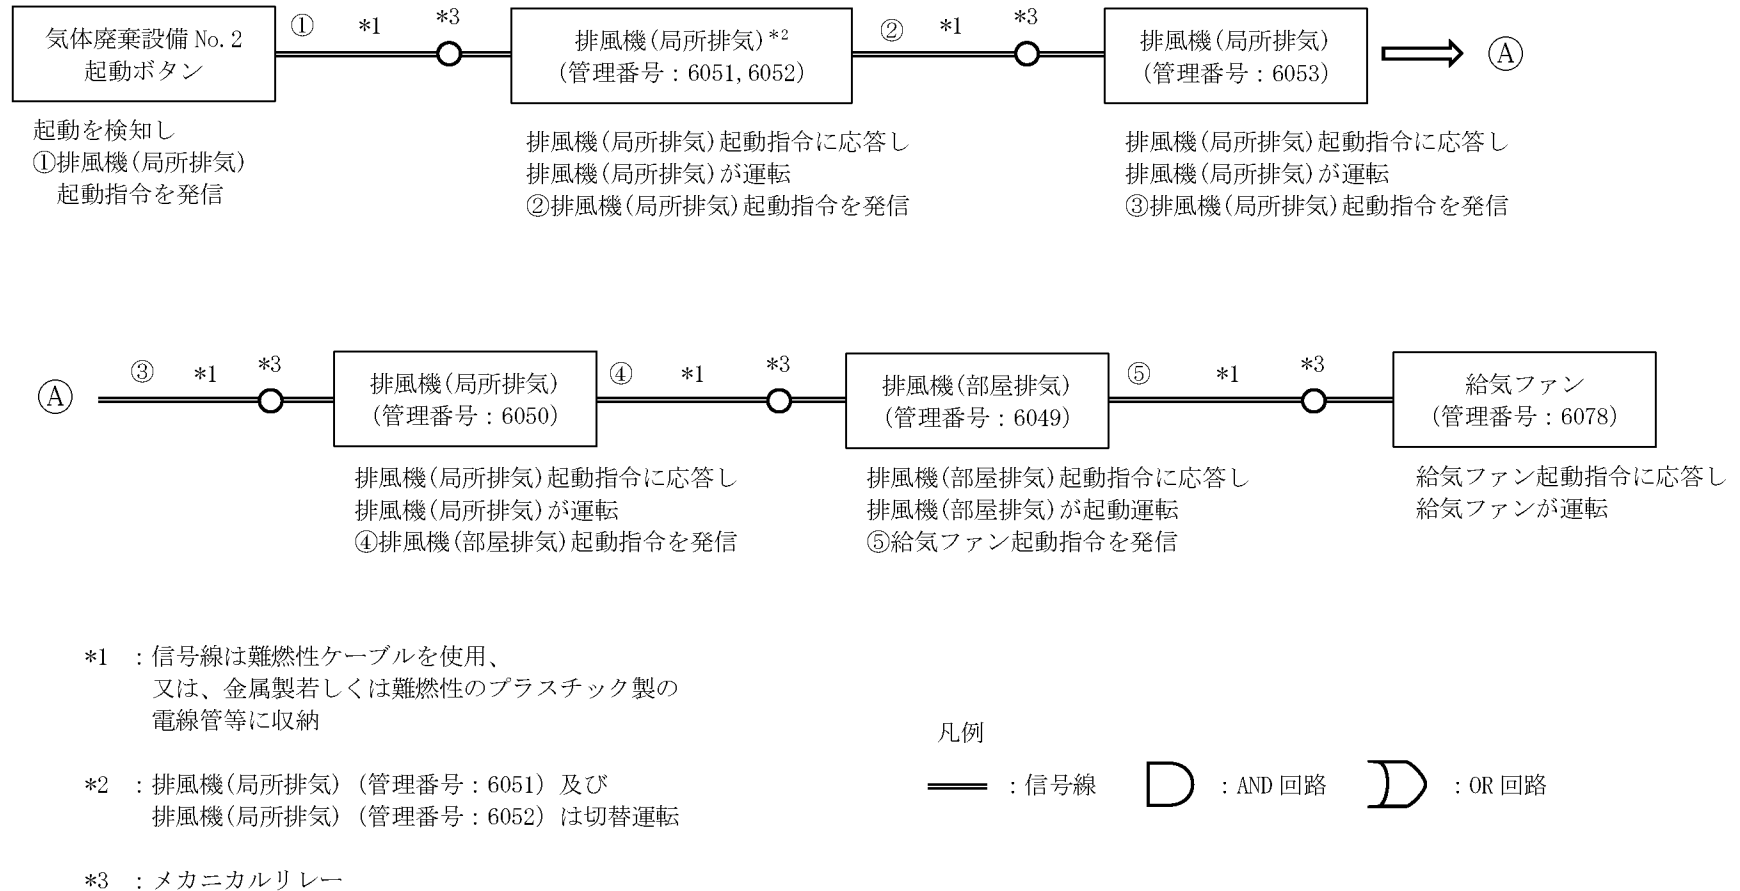 気体廃棄設備 No.2
起動ボタン
① *1 *3
排風機(局所排気)*2
(管理番号：6051,6052)
② *1 *3
排風機(局所排気)
(管理番号：6053)
Ⓐ
起動を検知し
①排風機(局所排気)
起動指令を発信
排風機(局所排気)起動指令に応答し
排風機(局所排気)が運転
②排風機(局所排気)起動指令を発信
排風機(局所排気)起動指令に応答し
排風機(局所排気)が運転
③排風機(局所排気)起動指令を発信
Ⓐ
③ *1 *3
排風機(局所排気)
(管理番号：6050)
④ *1 *3
排風機(部屋排気)
(管理番号：6049)
⑤ *1 *3
給気ファン
(管理番号：6078)
排風機(局所排気)起動指令に応答し
排風機(局所排気)が運転
④排風機(部屋排気)起動指令を発信
排風機(部屋排気)起動指令に応答し
排風機(部屋排気)が起動運転
⑤給気ファン起動指令を発信
給気ファン起動指令に応答し
給気ファンが運転
*1 ：信号線は難燃性ケーブルを使用、
又は、金属製若しくは難燃性のプラスチック製の
電線管等に収納
*2 ：排風機(局所排気)（管理番号：6051）及び
排風機(局所排気)（管理番号：6052）は切替運転
*3 ：メカニカルリレー
凡例
：信号線
：AND 回路
：OR 回路